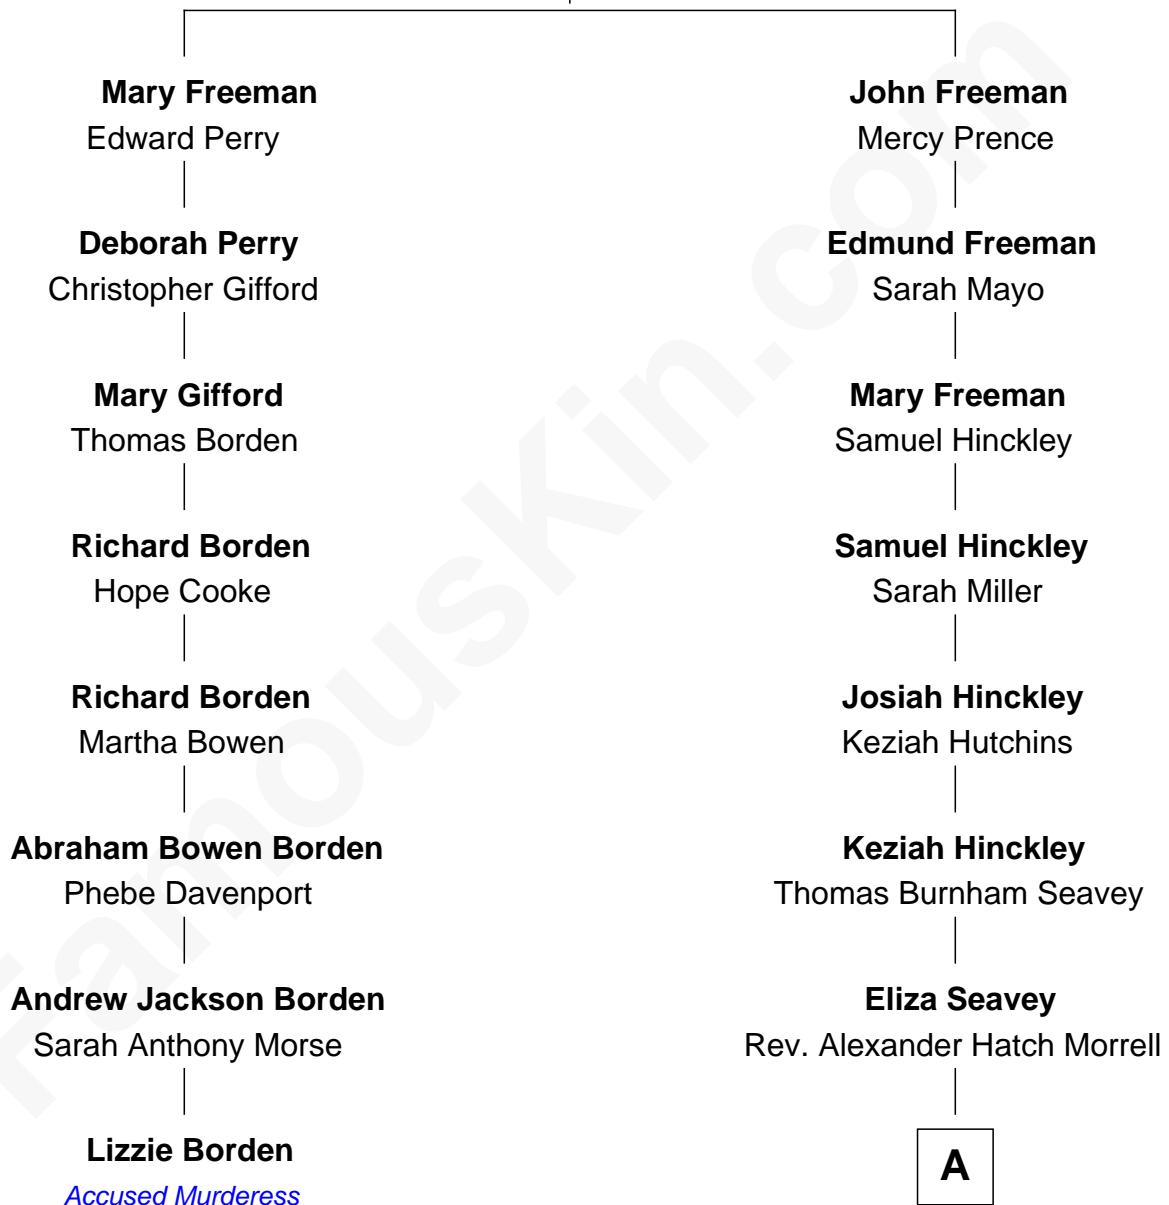 Mary Freeman
Edward Perry
Deborah Perry
Christopher Gifford
Mary Gifford
Thomas Borden
Richard Borden
Hope Cooke
Richard Borden
Martha Bowen
Abraham Bowen Borden
Phebe Davenport
Andrew Jackson Borden
Sarah Anthony Morse
Lizzie Borden
Accused Murderess
John Freeman
Mercy Prence
Edmund Freeman
Sarah Mayo
Mary Freeman
Samuel Hinckley
Samuel Hinckley
Sarah Miller
Josiah Hinckley
Keziah Hutchins
Keziah Hinckley
Thomas Burnham Seavey
Eliza Seavey
Rev. Alexander Hatch Morrell
A
FamousKin.com